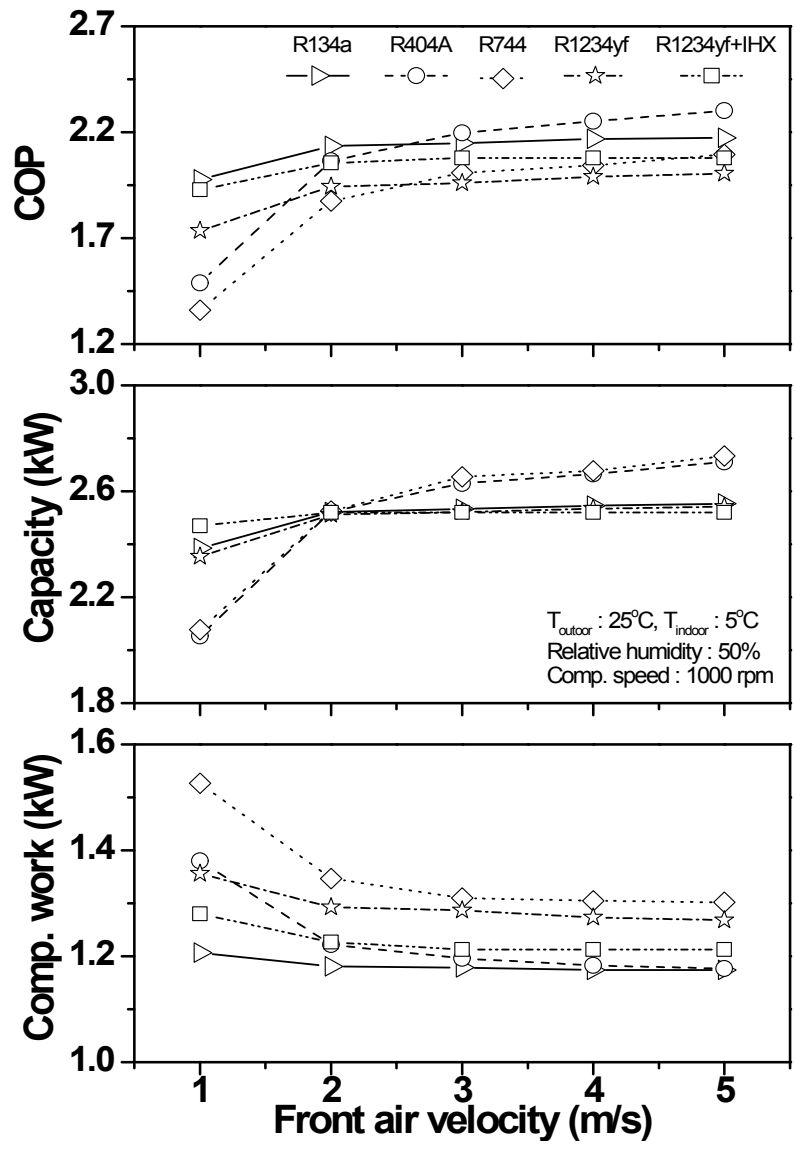 R134a R404A R744 R1234yf R1234yf+IHX
2.7
2.2
1.7
1.2
COP
3.0
2.6
2.2
1.8
Capacity (kW)
T outoor : 25°C, T indoor : 5°C
Relative humidity : 50%
Comp. speed : 1000 rpm
1.6
1.4
1.2
1.0
Comp. work (kW)
1 2 3 4 5
Front air velocity (m/s)